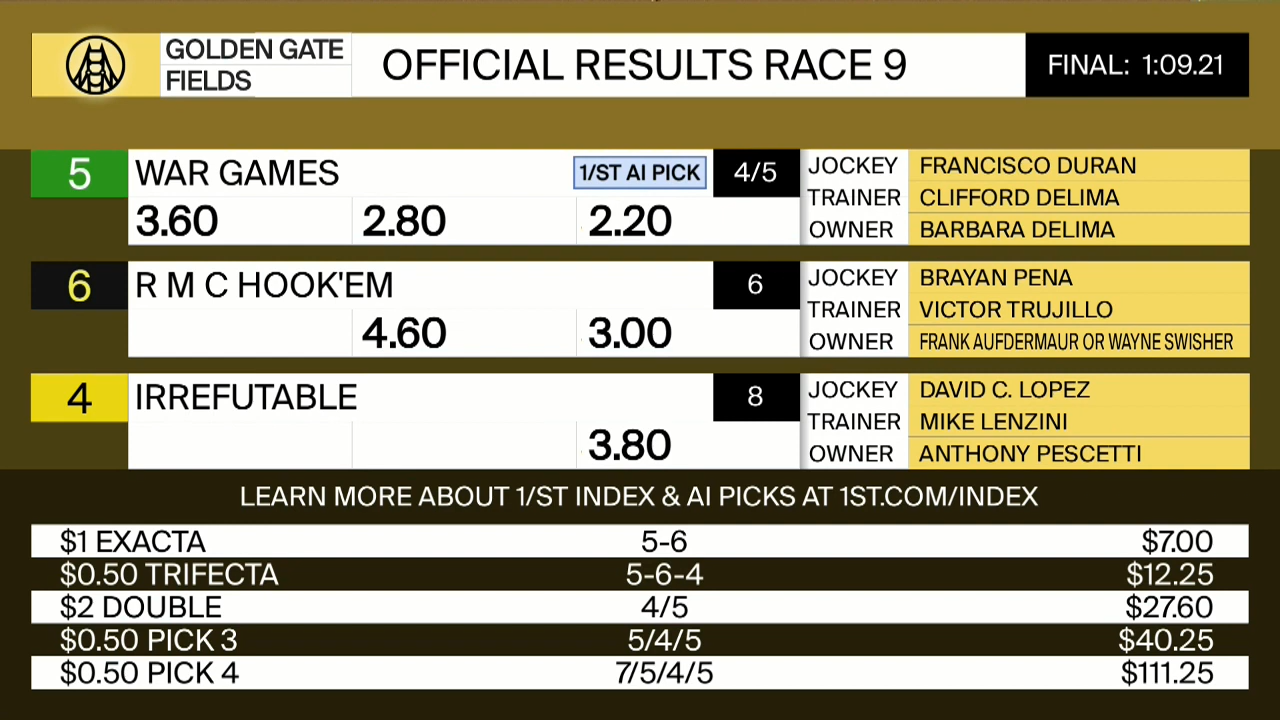 GOLDEN GATE
FIELDS
OFFICIAL RESULTS RACE 9
FINAL: 1:09.21
5
WAR GAMES
1/ST AI PICK
4/5
3.60 2.80 2.20
JOCKEY FRANCISCO DURAN
TRAINER CLIFFORD DELIMA
OWNER BARBARA DELIMA
6
R M C HOOK'EM
6
4.60 3.00
JOCKEY BRAYAN PENA
TRAINER VICTOR TRUJILLO
OWNER FRANK AUFDERMAUR OR WAYNE SWISHER
4
IRREFUTABLE
8
3.80
JOCKEY DAVID C. LOPEZ
TRAINER MIKE LENZINI
OWNER ANTHONY PESCETTI
LEARN MORE ABOUT 1/ST INDEX & AI PICKS AT 1ST.COM/INDEX
$1 EXACTA 5-6 $7.00
$0.50 TRIFECTA 5-6-4 $12.25
$2 DOUBLE 4/5 $27.60
$0.50 PICK 3 5/4/5 $40.25
$0.50 PICK 4 7/5/4/5 $111.25